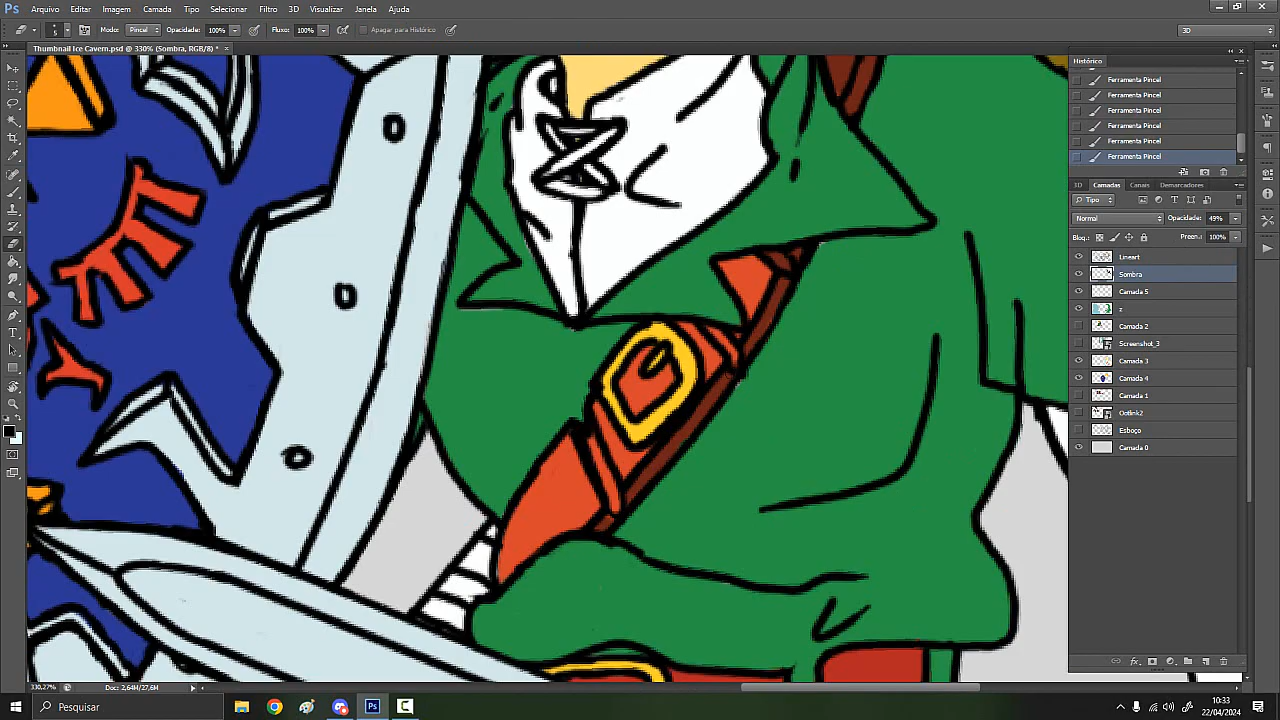 Ps Arquivo Editar Imagem Camada Tipo Selecionar Filtro 3D Visualizar Janela Ajuda
5 Modo: Pincel Opacidade: 100% Fluxo: 100% Apagar para Histórico 3D
Thumbnail Ice Cavern.psd @ 330% (Sombra, RGB/8) * ×
Histórico
Ferramenta Pincel
Ferramenta Pincel
Ferramenta Pincel
Ferramenta Pincel
Ferramenta Pincel
Ferramenta Pincel
3D Camadas Canais Demarcadores
Tipo
Normal Opacidade: 49%
Bloq.: Preen.: 100%
Lineart
Sombra
Camada 5
z
Camada 2
Screenshot_3
Camada 3
Camada 4
Camada 1
Ootlink2
Esboço
Camada 0
330,27% Doc: 2,64M/27,6M
Pesquisar
10:33
22/04/2024